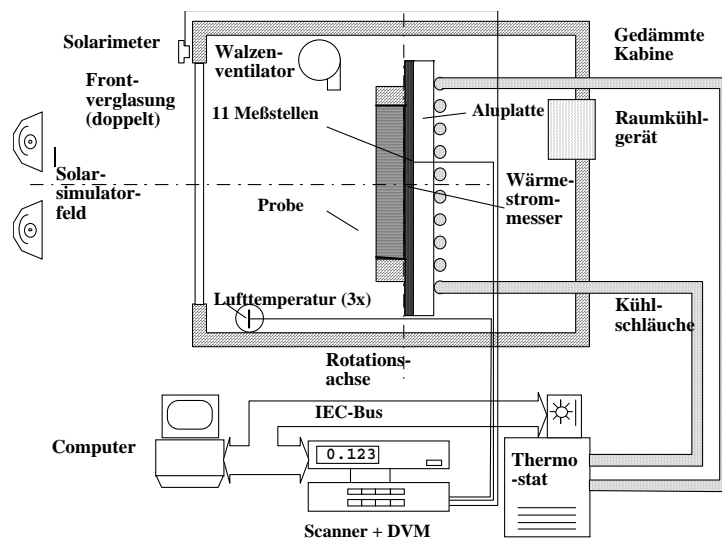 Solarimeter
Front-
verglasung
(doppelt)
Walzen-
ventilator
11 Meßstellen
Gedämmte
Kabine
Aluplatte
Raumkühl-
gerät
Solar-
simulator-
feld
Probe
Wärme-
strom-
messer
Lufttemperatur (3x)
Kühl-
schläuche
Rotations-
achse
IEC-Bus
Computer
0.123
Thermo
-stat
Scanner + DVM